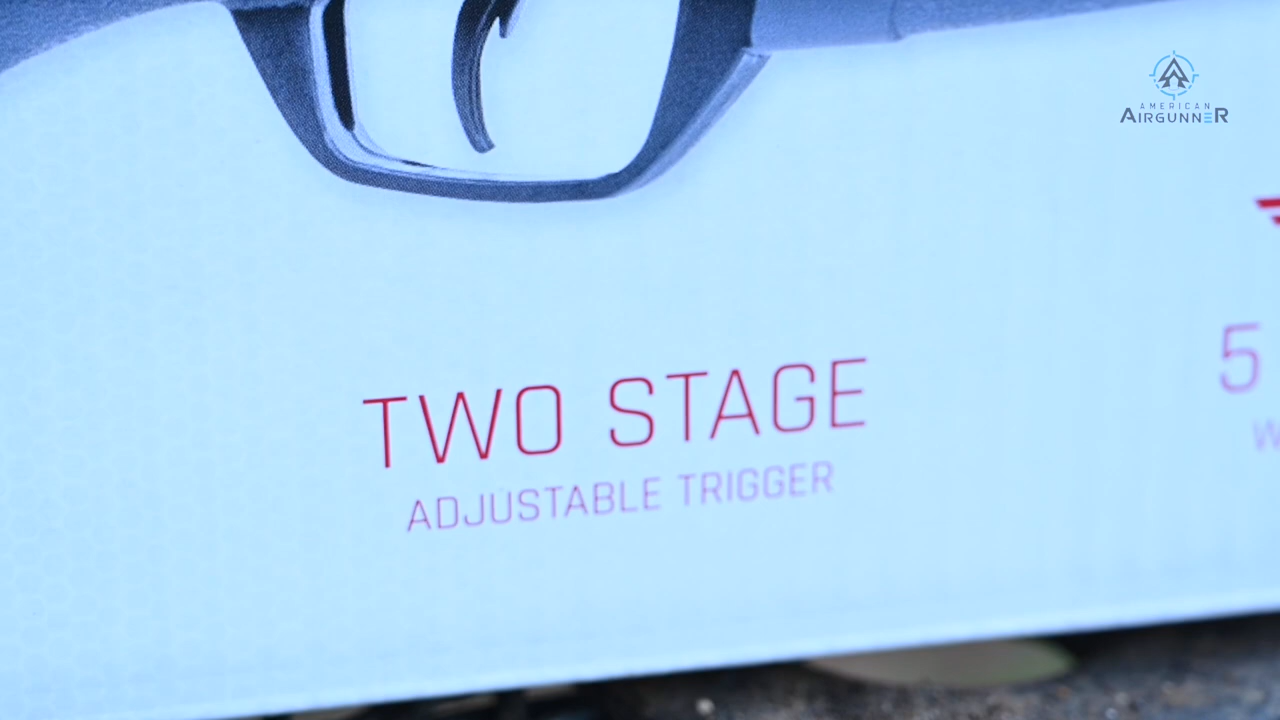 AMERICAN
AIRGUNNER
TWO STAGE
ADJUSTABLE TRIGGER
5
W